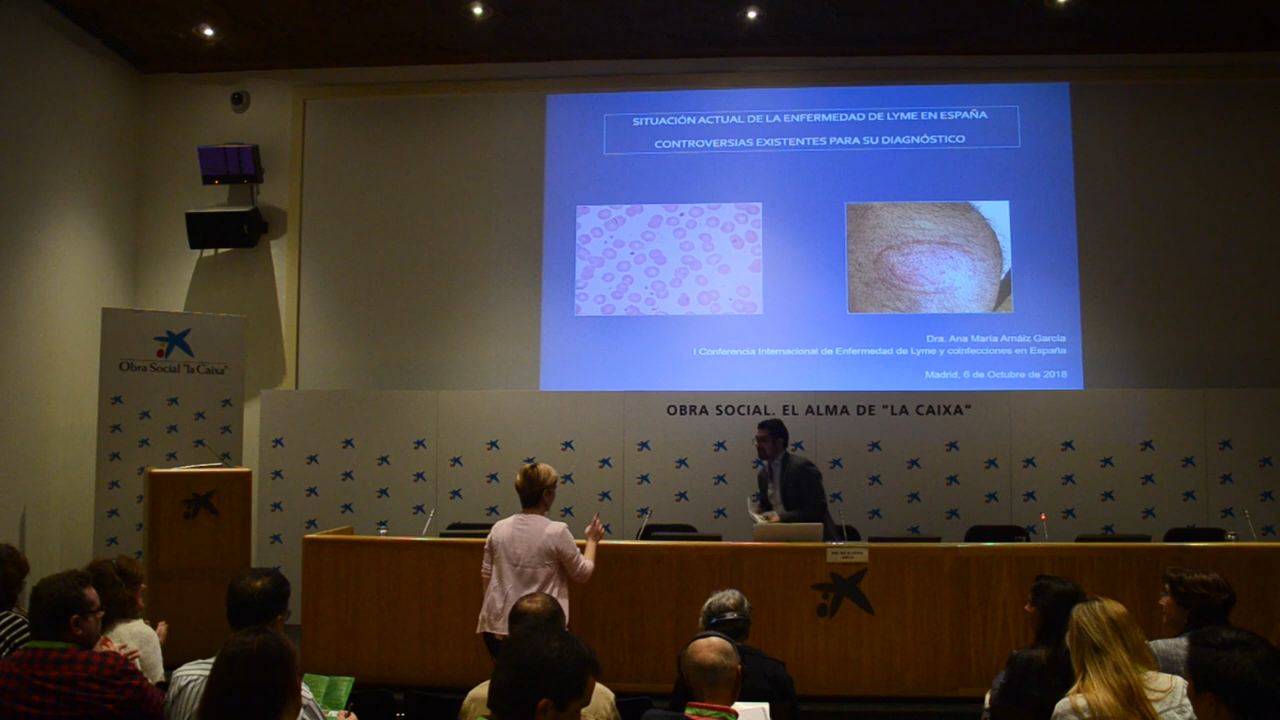 SITUACIÓN ACTUAL DE LA ENFERMEDAD DE LYME EN ESPAÑA
CONTROVERSIAS EXISTENTES PARA SU DIAGNÓSTICO
Dra. Ana María Arnáiz García
I Conferencia Internacional de Enfermedad de Lyme y coinfecciones en España
Madrid, 6 de Octubre de 2018
Obra Social "la Caixa"
OBRA SOCIAL. EL ALMA DE "LA CAIXA"